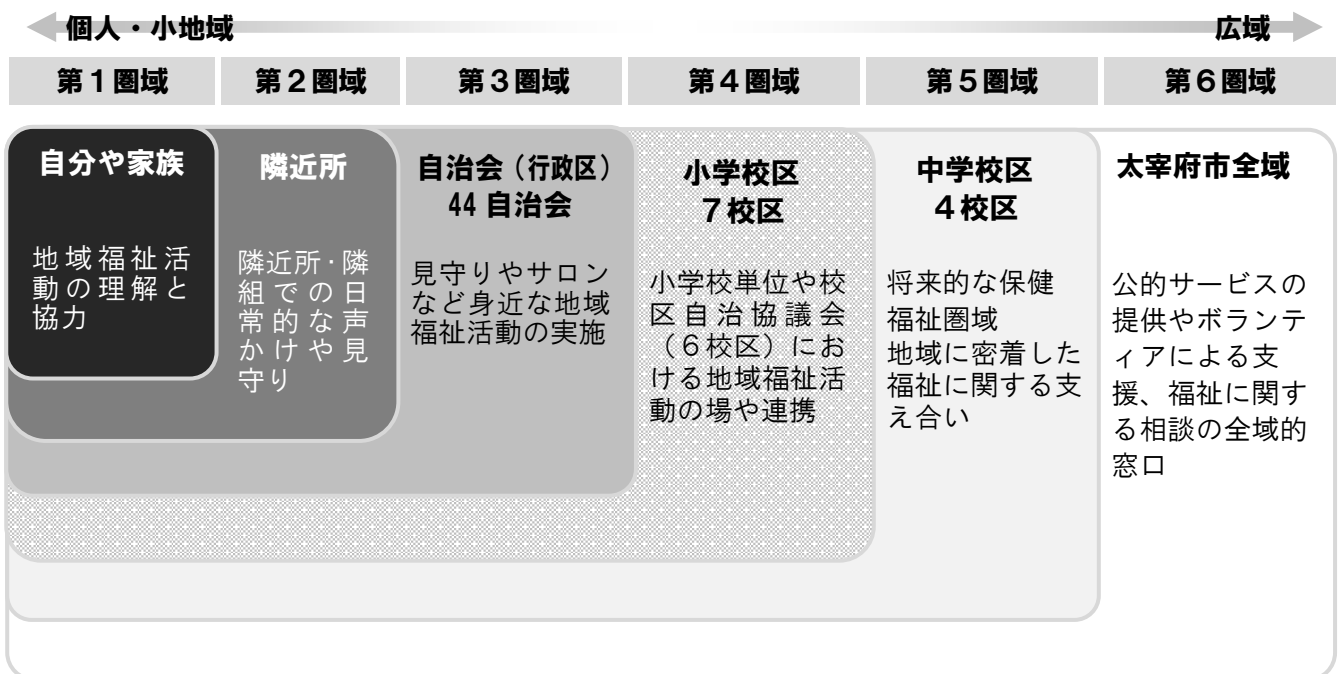 個人・小地域
広域
第1圏域
第2圏域
第3圏域
第4圏域
第5圏域
第6圏域
自分や家族
地域福祉活
動の理解と
協力
隣近所
隣近所・隣
組での日
常的な声
かけや見
守り
自治会（行政区）
44 自治会
見守りやサロン
など身近な地域
福祉活動の実施
小学校区
７校区
小学校単位や校
区自治協議会
（６校区）にお
ける地域福祉活
動の場や連携
中学校区
４校区
将来的な保健
福祉圏域
地域に密着した
福祉に関する支
え合い
太宰府市全域
公的サービスの
提供やボランテ
ィアによる支
援、福祉に関す
る相談の全域的
窓口